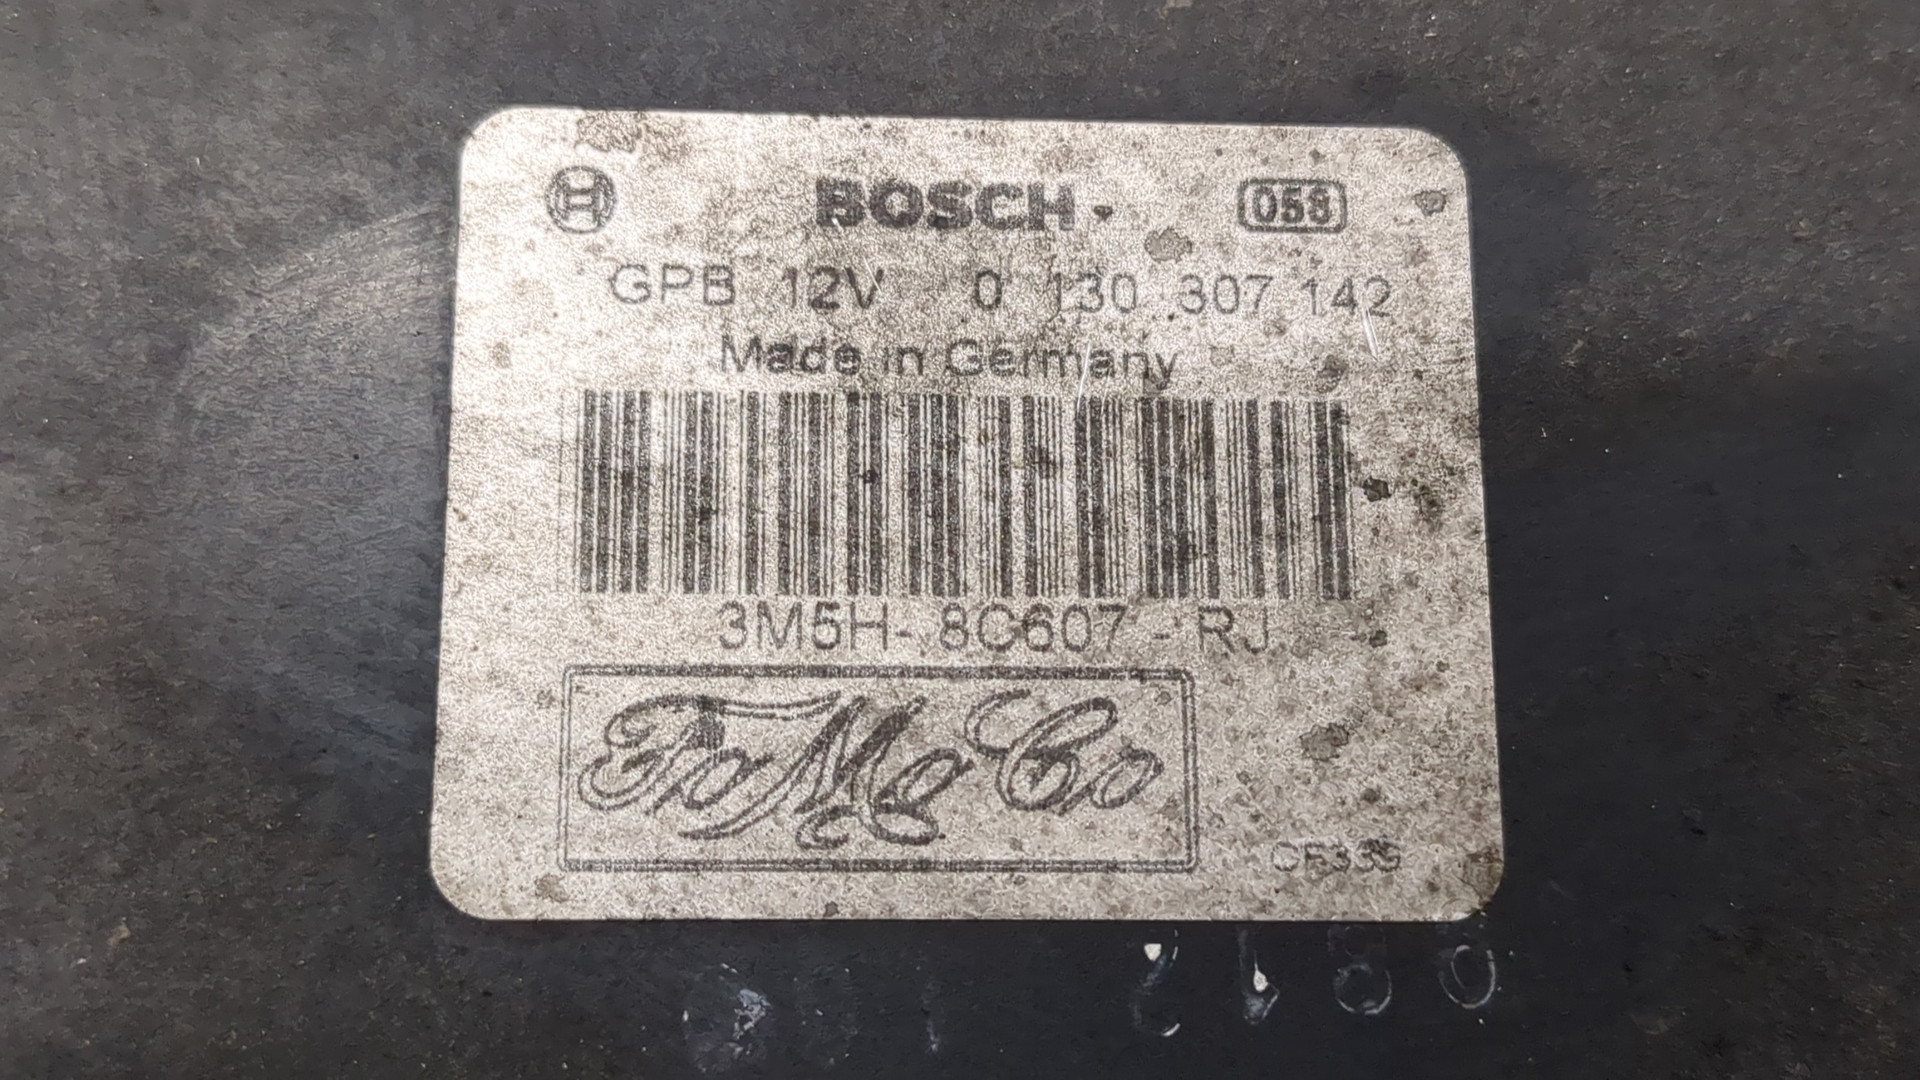 BOSCH 058
GPB 12V 0 130 307 142
Made in Germany
3M5H- 8C607 - RJ
FoMoCo